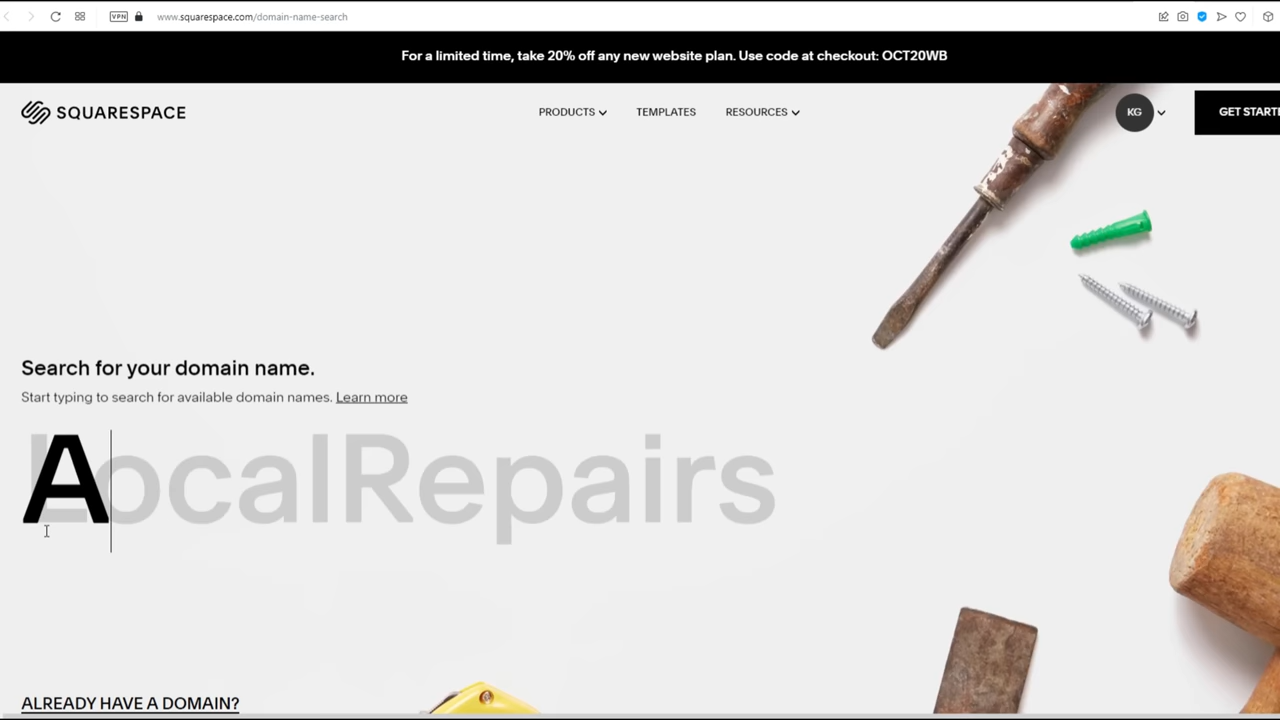 VPN www.squarespace.com/domain-name-search
For a limited time, take 20% off any new website plan. Use code at checkout: OCT20WB
SQUARESPACE PRODUCTS TEMPLATES RESOURCES KG GET START
Search for your domain name.
Start typing to search for available domain names. Learn more
A
LocalRepairs
ALREADY HAVE A DOMAIN?